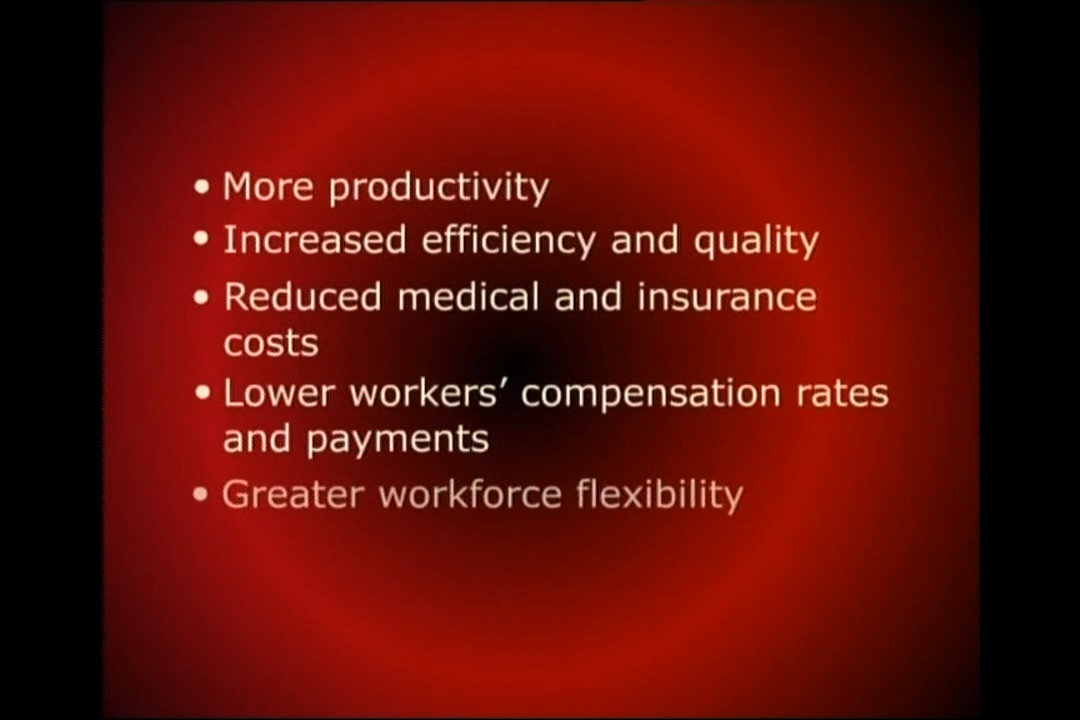 • More productivity
• Increased efficiency and quality
• Reduced medical and insurance
costs
• Lower workers’ compensation rates
and payments
• Greater workforce flexibility